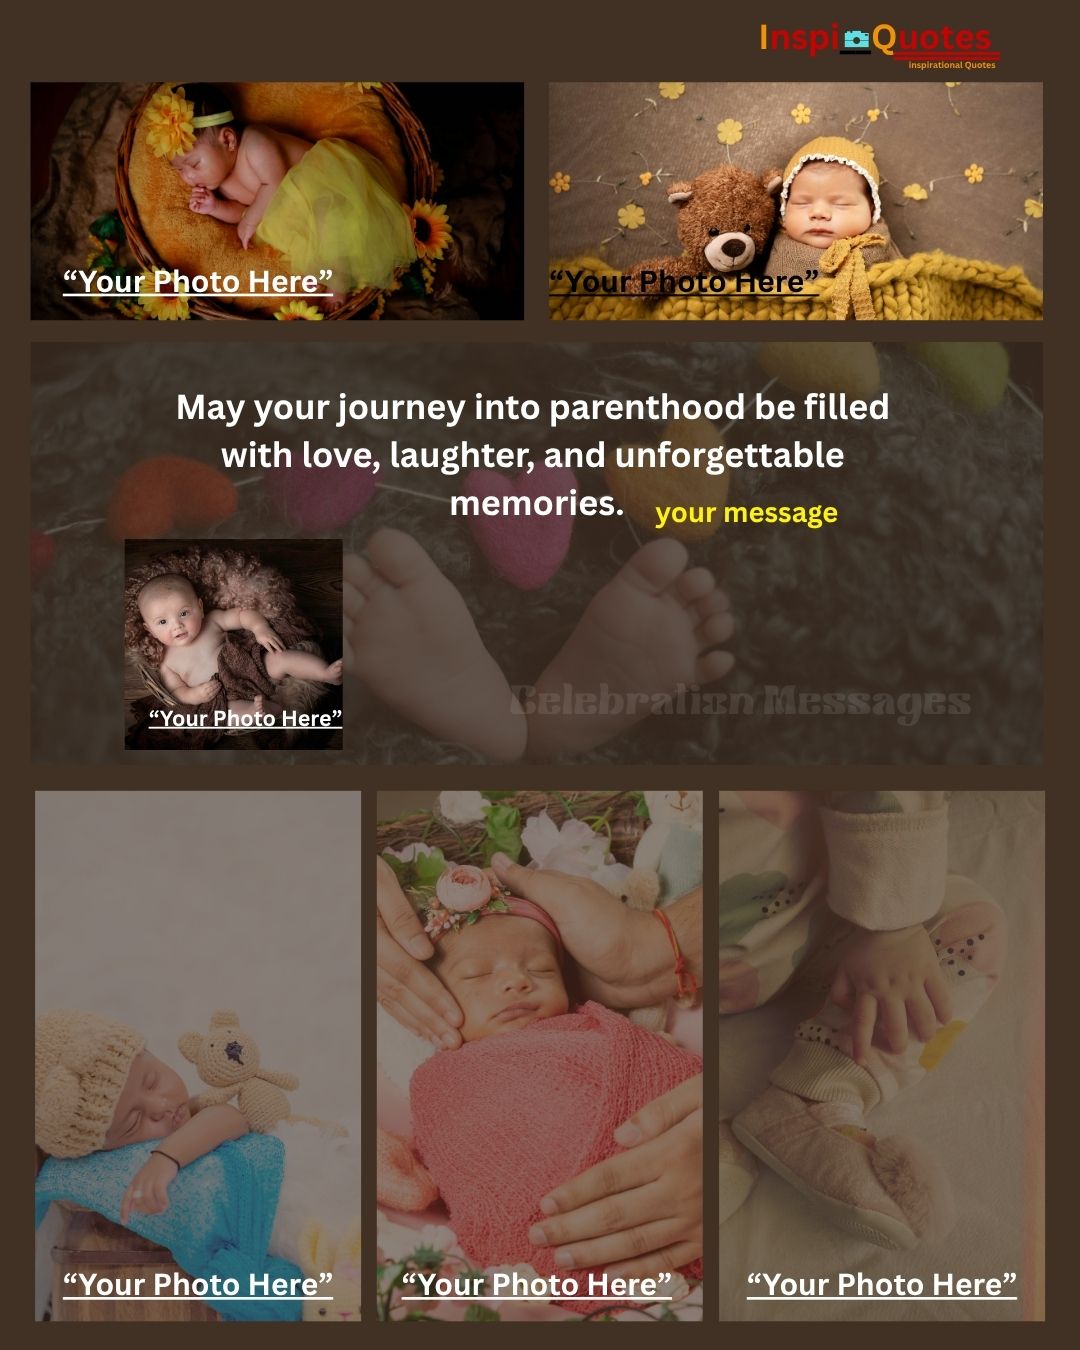 InspiQuotes
Inspirational Quotes
“Your Photo Here”
“Your Photo Here”
May your journey into parenthood be filled
with love, laughter, and unforgettable
memories.
your message
“Your Photo Here”
Celebration Messages
“Your Photo Here”
“Your Photo Here”
“Your Photo Here”